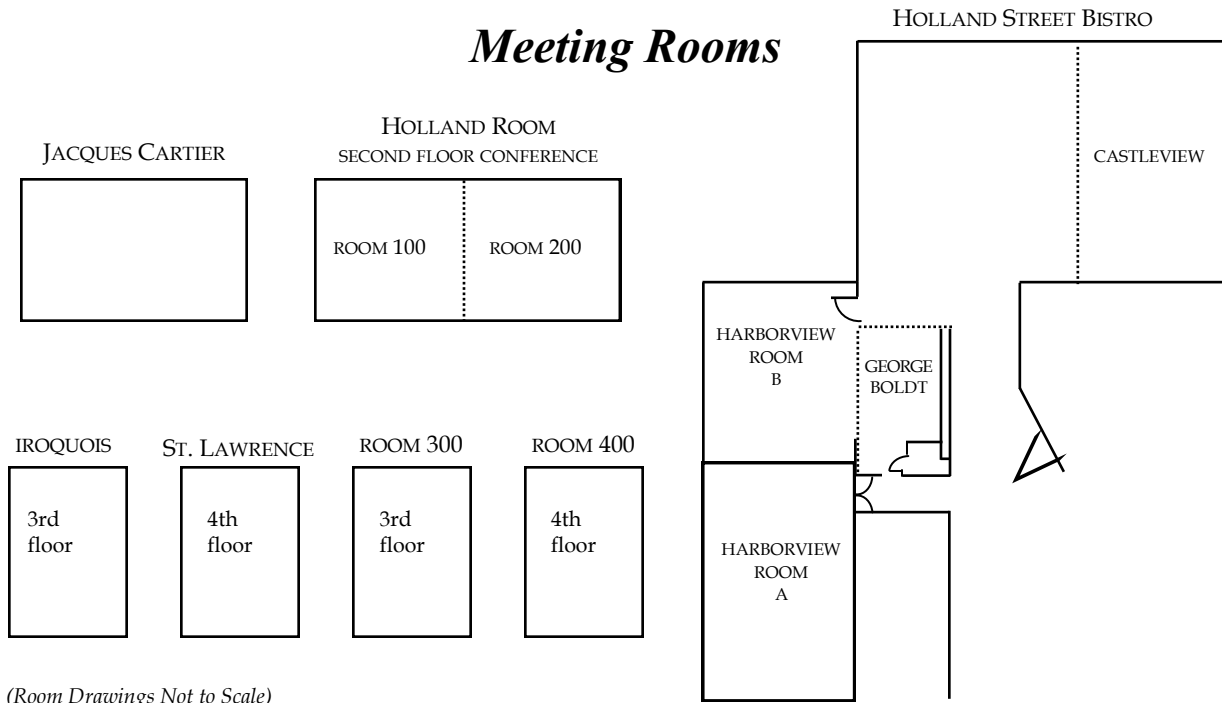 HOLLAND STREET BISTRO
Meeting Rooms
HOLLAND ROOM
SECOND FLOOR CONFERENCE
JACQUES CARTIER
CASTLEVIEW
ROOM 100
ROOM 200
HARBORVIEW
ROOM
B
GEORGE
BOLDT
IROQUOIS
ST. LAWRENCE
ROOM 300
ROOM 400
3rd
floor
4th
floor
3rd
floor
4th
floor
HARBORVIEW
ROOM
A
(Room Drawings Not to Scale)